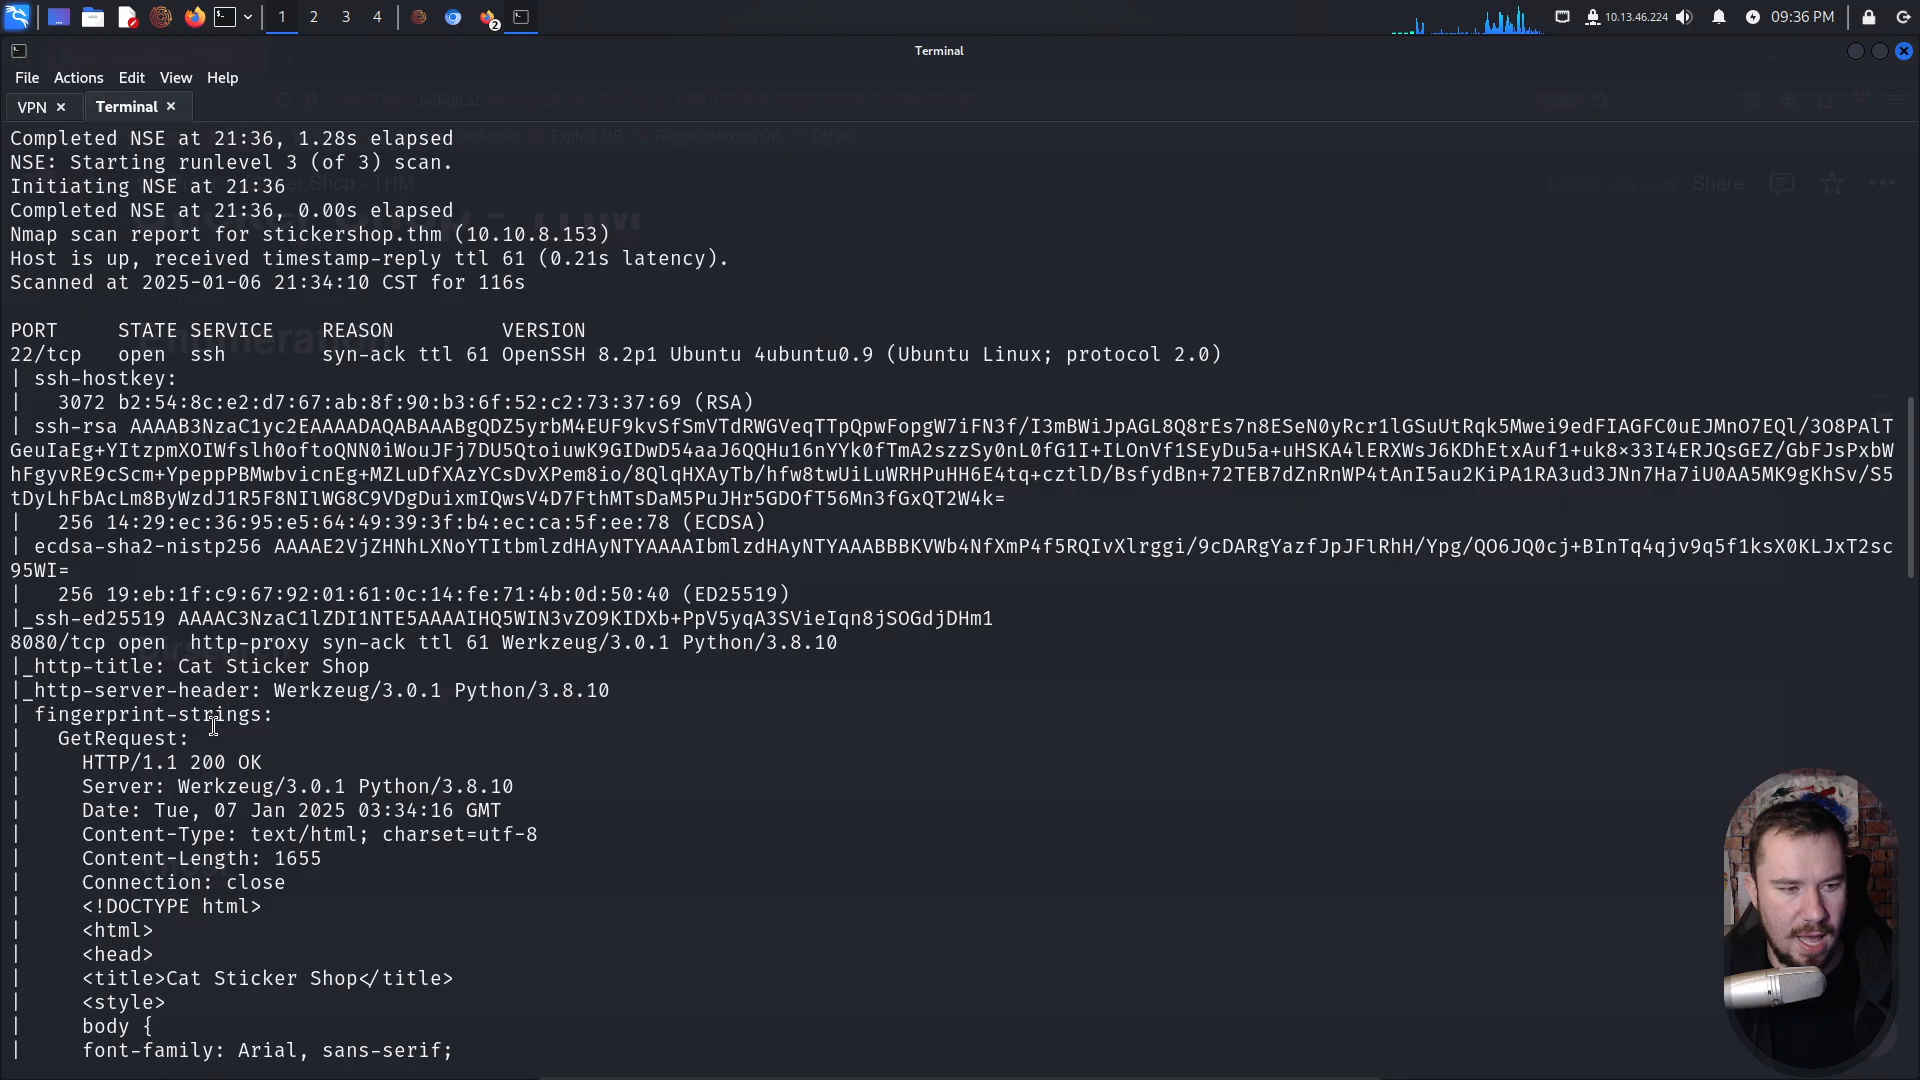 1 2 3 4 2 10.13.46.224 09:36 PM
Terminal
File Actions Edit View Help
VPN Terminal
Completed NSE at 21:36, 1.28s elapsed
NSE: Starting runlevel 3 (of 3) scan.
Initiating NSE at 21:36
Completed NSE at 21:36, 0.00s elapsed
Nmap scan report for stickershop.thm (10.10.8.153)
Host is up, received timestamp-reply ttl 61 (0.21s latency).
Scanned at 2025-01-06 21:34:10 CST for 116s
Share
PORT STATE SERVICE REASON VERSION
22/tcp open ssh syn-ack ttl 61 OpenSSH 8.2p1 Ubuntu 4ubuntu0.9 (Ubuntu Linux; protocol 2.0)
| ssh-hostkey:
| 3072 b2:54:8c:e2:d7:67:ab:8f:90:b3:6f:52:c2:73:37:69 (RSA)
| ssh-rsa AAAAB3NzaC1yc2EAAAADAQABAAABgQDZ5yrbM4EUF9kvSfSmVTdRWGVeqTTpQpwFopgW7iFN3f/I3mBWiJpAGL8Q8rEs7n8ESeN0yRcr1lGSuUtRqk5Mwei9edFIAGFC0uEJMnO7EQl/3O8PAlT
GeuIaEg+YItzpmXOIWfslh0oftoQNN0iWouJFj7DU5QtoiuwK9GIDwD54aaJ6QQHu16nYYk0fTmA2szzSy0nL0fG1I+ILOnVf1SEyDu5a+uHSKA4lERXWsJ6KDhEtxAuf1+uk8×33I4ERJQsGEZ/GbFJsPxbW
hFgyvRE9cScm+YpeppPBMwbvicnEg+MZLuDfXAzYCsDvXPem8io/8QlqHXAyTb/hfw8twUiLuWRHPuHH6E4tq+cztlD/BsfydBn+72TEB7dZnRnWP4tAnI5au2KiPA1RA3ud3JNn7Ha7iU0AA5MK9gKhSv/S5
tDyLhFbAcLm8ByWzdJ1R5F8NIlWG8C9VDgDuixmIQwsV4D7FthMTsDaM5PuJHr5GDOfT56Mn3fGxQT2W4k=
| 256 14:29:ec:36:95:e5:64:49:39:3f:b4:ec:ca:5f:ee:78 (ECDSA)
| ecdsa-sha2-nistp256 AAAAE2VjZHNhLXNoYTItbmlzdHAyNTYAAAAIbmlzdHAyNTYAAABBBKVWb4NfXmP4f5RQIvXlrggi/9cDARgYazfJpJFlRhH/Ypg/QO6JQ0cj+BInTq4qjv9q5f1ksX0KLJxT2sc
95WI=
| 256 19:eb:1f:c9:67:92:01:61:0c:14:fe:71:4b:0d:50:40 (ED25519)
|_ssh-ed25519 AAAAC3NzaC1lZDI1NTE5AAAAIHQ5WIN3vZO9KIDXb+PpV5yqA3SVieIqn8jSOGdjDHm1
8080/tcp open http-proxy syn-ack ttl 61 Werkzeug/3.0.1 Python/3.8.10
|_http-title: Cat Sticker Shop
|_http-server-header: Werkzeug/3.0.1 Python/3.8.10
| fingerprint-strings:
| GetRequest:
| HTTP/1.1 200 OK
| Server: Werkzeug/3.0.1 Python/3.8.10
| Date: Tue, 07 Jan 2025 03:34:16 GMT
| Content-Type: text/html; charset=utf-8
| Content-Length: 1655
| Connection: close
| <!DOCTYPE html>
| <html>
| <head>
| <title>Cat Sticker Shop</title>
| <style>
| body {
| font-family: Arial, sans-serif;